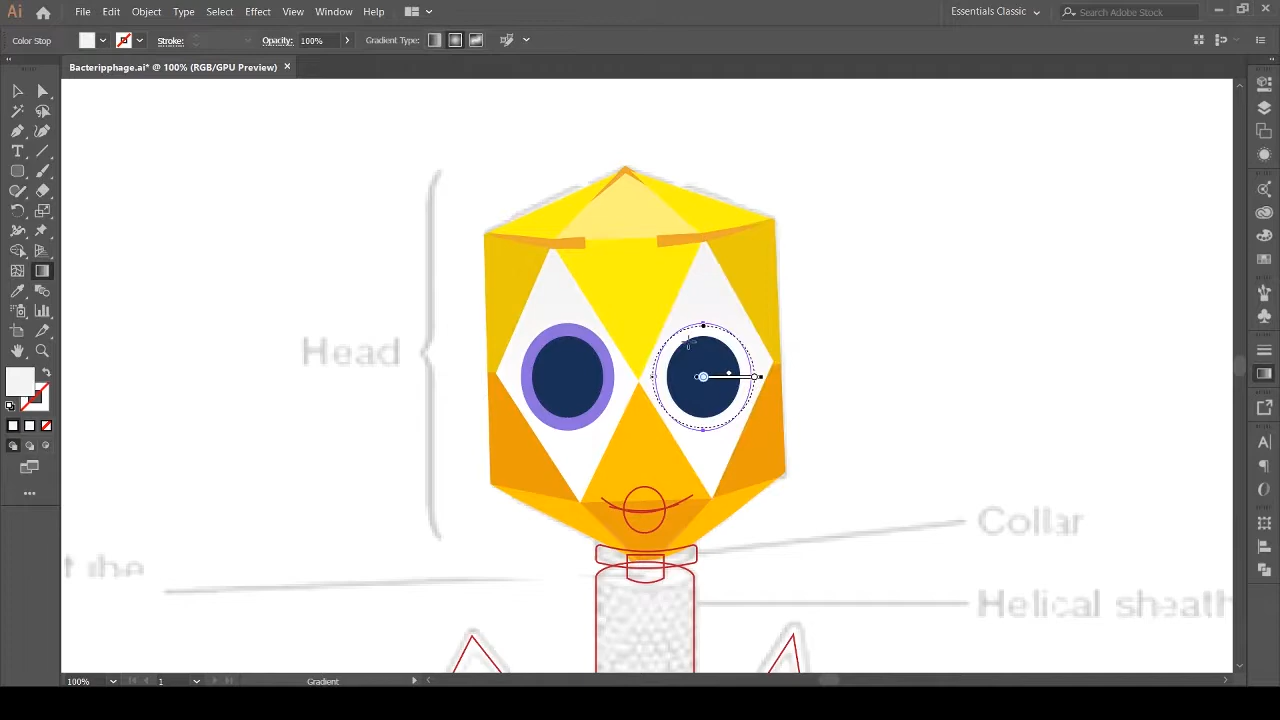 Ai File Edit Object Type Select Effect View Window Help Essentials Classic Search Adobe Stock
Color Stop Stroke: Opacity: 100% Gradient Type:
Bacteripphage.ai* @ 100% (RGB/GPU Preview) ×
Head
Collar
tube
Helical sheath
100% 1 Gradient